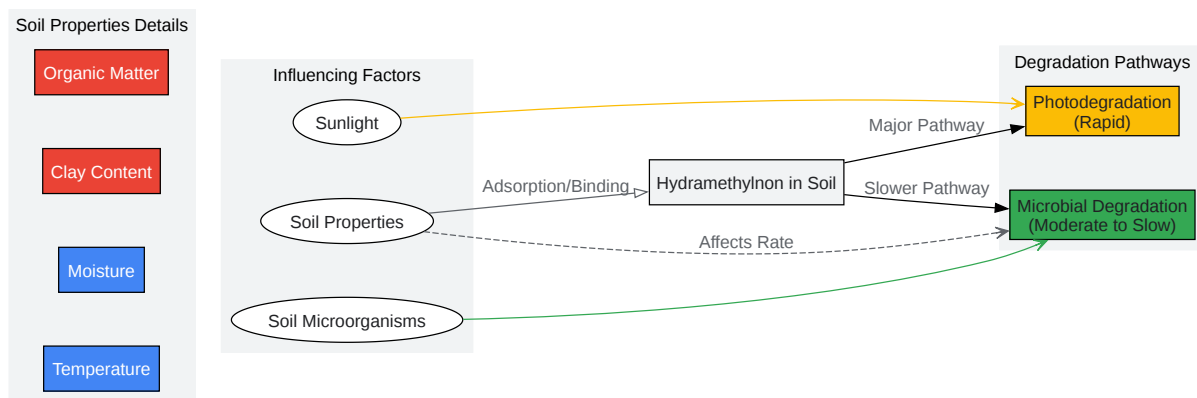 Soil Properties Details
Organic Matter
Clay Content
Moisture
Temperature
Influencing Factors
Sunlight
Soil Properties
Soil Microorganisms
Adsorption/Binding
Affects Rate
Hydramethylnon in Soil
Major Pathway
Slower Pathway
Degradation Pathways
Photodegradation
(Rapid)
Microbial Degradation
(Moderate to Slow)